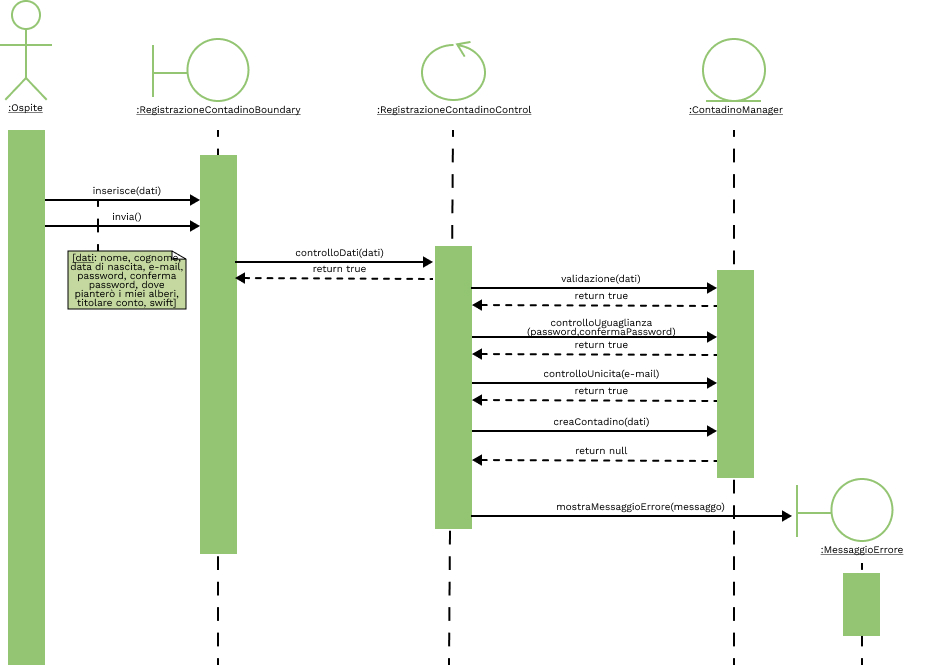 :Ospite
:RegistrazioneContadinoBoundary
:RegistrazioneContadinoControl
:ContadinoManager
inserisce(dati)
invia()
[dati: nome, cognome,
data di nascita, e-mail,
password, conferma
password, dove
pianterò i miei alberi,
titolare conto, swift]
controlloDati(dati)
return true
validazione(dati)
return true
controlloUguaglianza
(password,confermaPassword)
return true
controlloUnicita(e-mail)
return true
creaContadino(dati)
return null
mostraMessaggioErrore(messaggo)
:MessaggioErrore